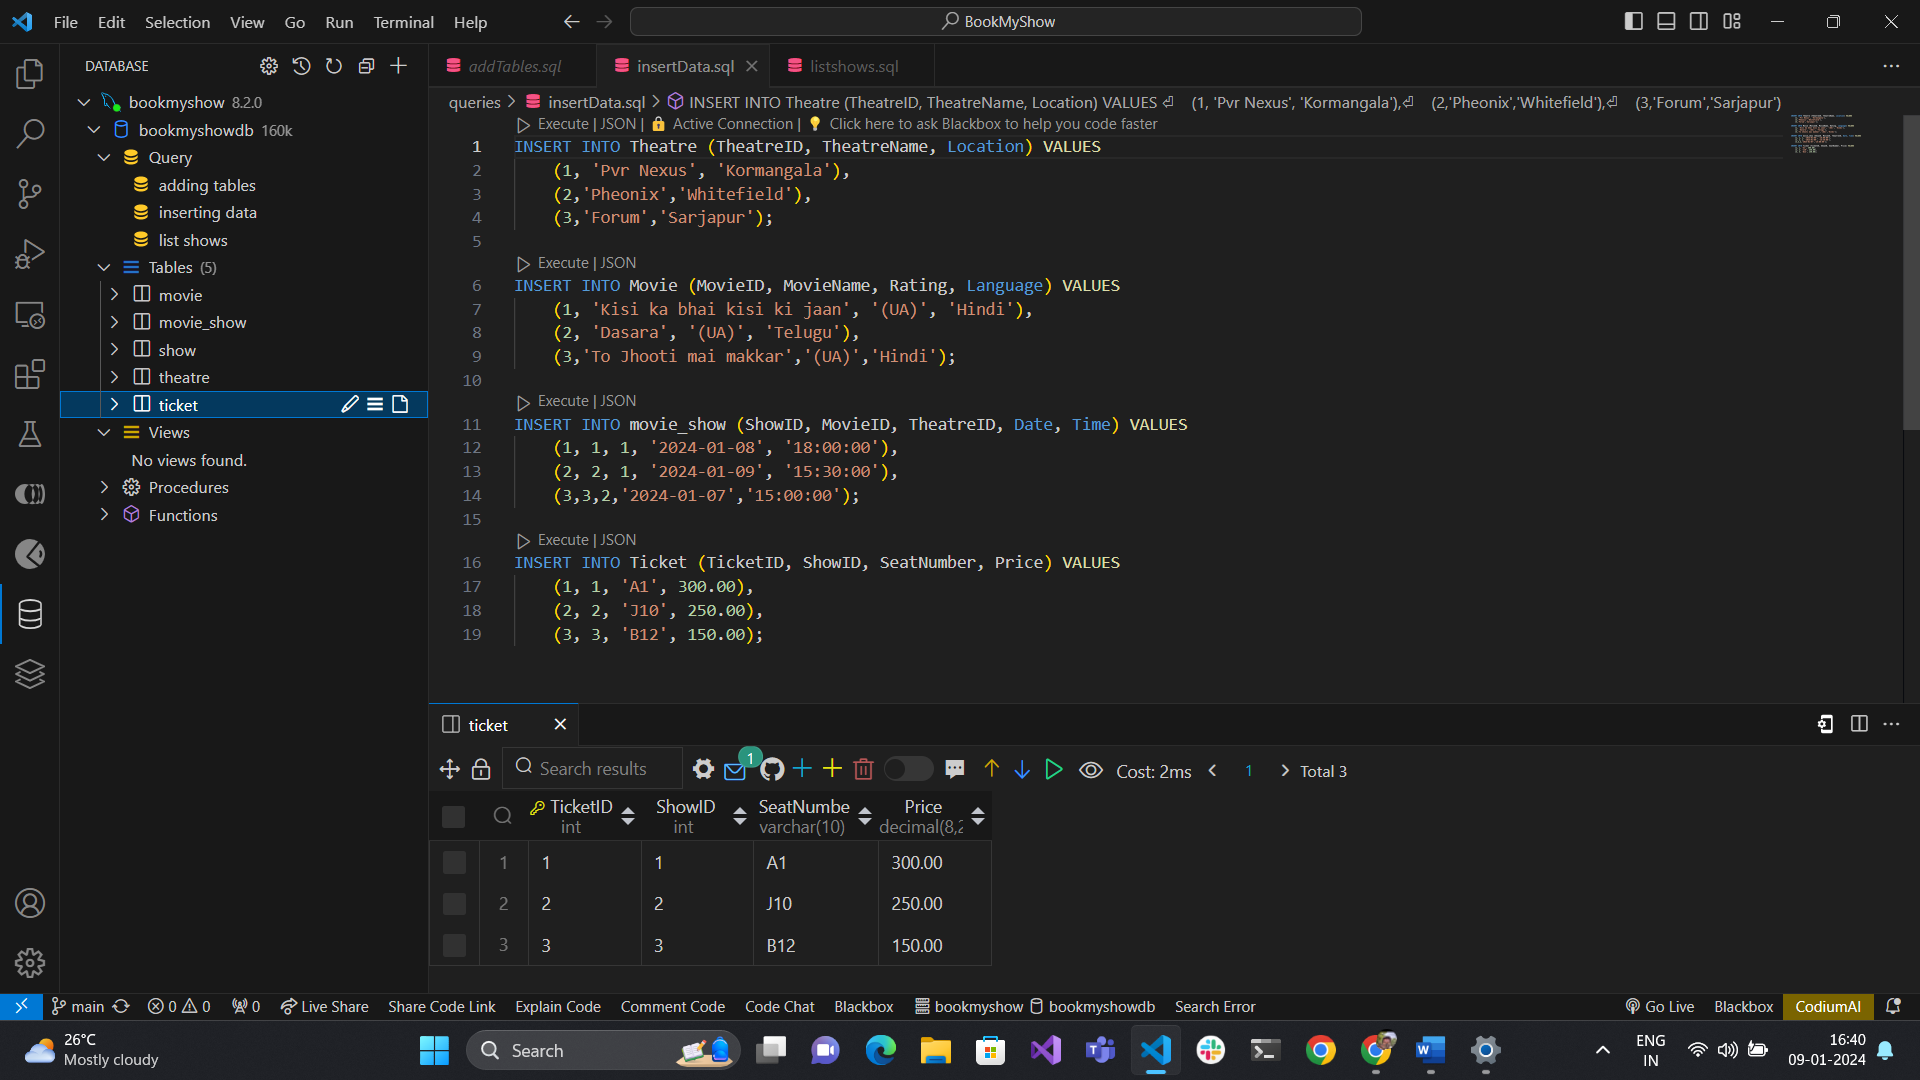 File Edit Selection View Go Run Terminal Help
BookMyShow
DATABASE
bookmyshow 8.2.0
bookmyshowdb 160k
Query
adding tables
inserting data
list shows
Tables (5)
movie
movie_show
show
theatre
ticket
Views
No views found.
Procedures
Functions
addTables.sql insertData.sql listshows.sql
queries > insertData.sql > INSERT INTO Theatre (TheatreID, TheatreName, Location) VALUES⏎ (1, 'Pvr Nexus', 'Kormangala'),⏎ (2,'Pheonix','Whitefield'),⏎ (3,'Forum','Sarjapur')
Execute | JSON | Active Connection | Click here to ask Blackbox to help you code faster
1 INSERT INTO Theatre (TheatreID, TheatreName, Location) VALUES
2 (1, 'Pvr Nexus', 'Kormangala'),
3 (2,'Pheonix','Whitefield'),
4 (3,'Forum','Sarjapur');
5
Execute | JSON
6 INSERT INTO Movie (MovieID, MovieName, Rating, Language) VALUES
7 (1, 'Kisi ka bhai kisi ki jaan', '(UA)', 'Hindi'),
8 (2, 'Dasara', '(UA)', 'Telugu'),
9 (3,'To Jhooti mai makkar','(UA)','Hindi');
10
Execute | JSON
11 INSERT INTO movie_show (ShowID, MovieID, TheatreID, Date, Time) VALUES
12 (1, 1, 1, '2024-01-08', '18:00:00'),
13 (2, 2, 1, '2024-01-09', '15:30:00'),
14 (3,3,2,'2024-01-07','15:00:00');
15
Execute | JSON
16 INSERT INTO Ticket (TicketID, ShowID, SeatNumber, Price) VALUES
17 (1, 1, 'A1', 300.00),
18 (2, 2, 'J10', 250.00),
19 (3, 3, 'B12', 150.00);
ticket
Search results 1 Cost: 2ms < 1 > Total 3
TicketID ShowID SeatNumbe Price
int int varchar(10) decimal(8,2
1 1 1 A1 300.00
2 2 2 J10 250.00
3 3 3 B12 150.00
main 0 0 0 Live Share Share Code Link Explain Code Comment Code Code Chat Blackbox bookmyshow bookmyshowdb Search Error Go Live Blackbox CodiumAI
26°C
Mostly cloudy
Search
ENG
IN
16:40
09-01-2024